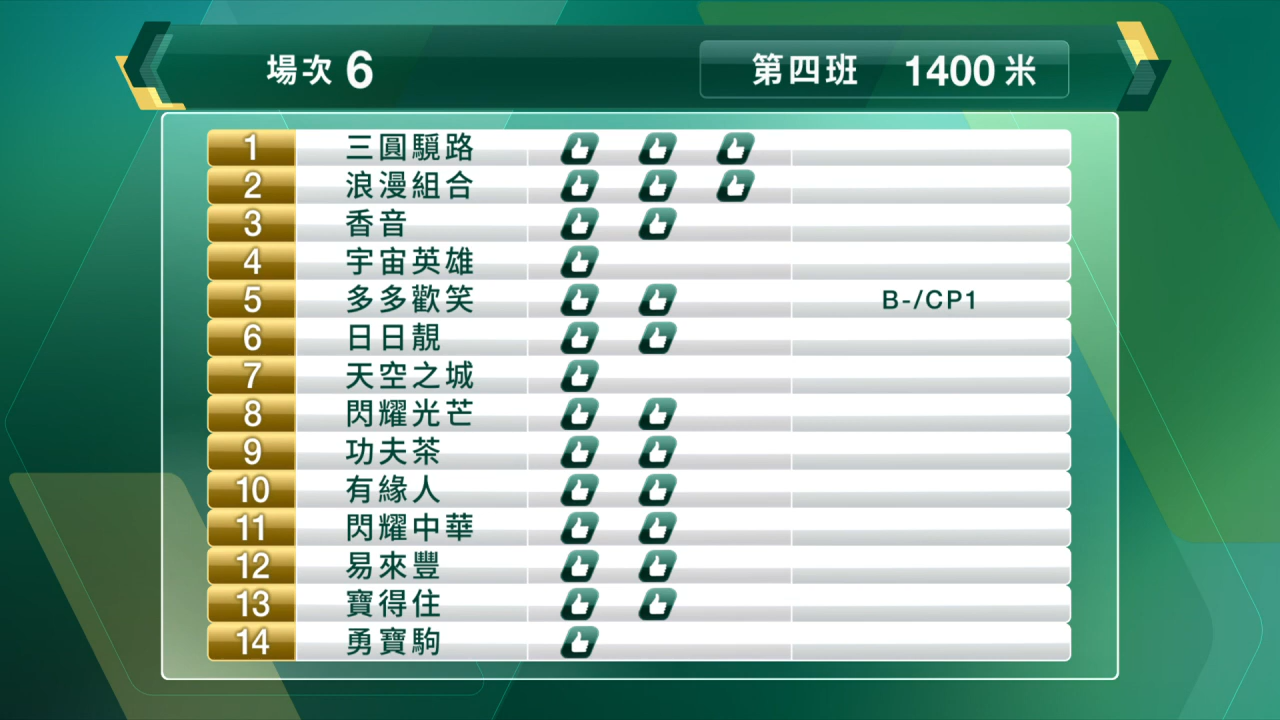 場次 6 第四班 1400 米
1 三圓驍路
2 浪漫組合
3 香音
4 宇宙英雄
5 多多歡笑 B-/CP1
6 日日靚
7 天空之城
8 閃耀光芒
9 功夫茶
10 有緣人
11 閃耀中華
12 易來豐
13 寶得住
14 勇寶駒